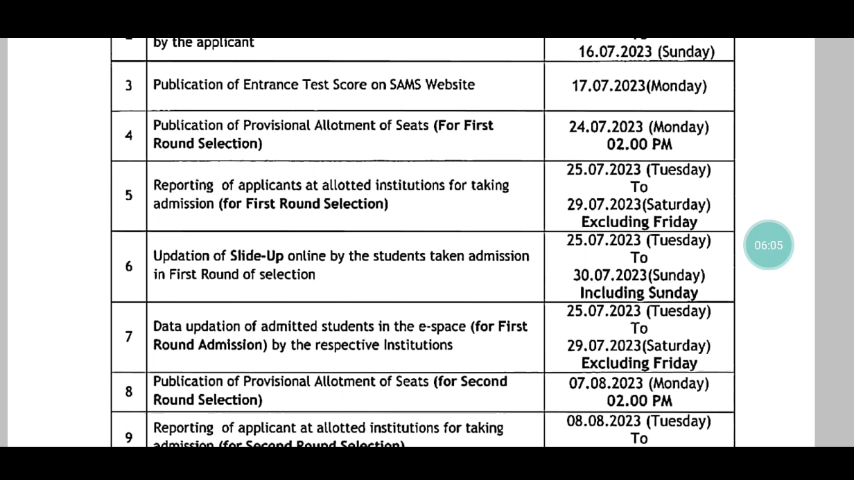 by the applicant
16.07.2023 (Sunday)
3 Publication of Entrance Test Score on SAMS Website 17.07.2023(Monday)
4 Publication of Provisional Allotment of Seats (For First
Round Selection)
24.07.2023 (Monday)
02.00 PM
5 Reporting of applicants at allotted institutions for taking
admission (for First Round Selection)
25.07.2023 (Tuesday)
To
29.07.2023(Saturday)
Excluding Friday
6 Updation of Slide-Up online by the students taken admission
in First Round of selection
25.07.2023 (Tuesday)
To
30.07.2023(Sunday)
Including Sunday
7 Data updation of admitted students in the e-space (for First
Round Admission) by the respective Institutions
25.07.2023 (Tuesday)
To
29.07.2023(Saturday)
Excluding Friday
8 Publication of Provisional Allotment of Seats (for Second
Round Selection)
07.08.2023 (Monday)
02.00 PM
9 Reporting of applicant at allotted institutions for taking
admission (for Second Round Selection)
08.08.2023 (Tuesday)
To
06:05